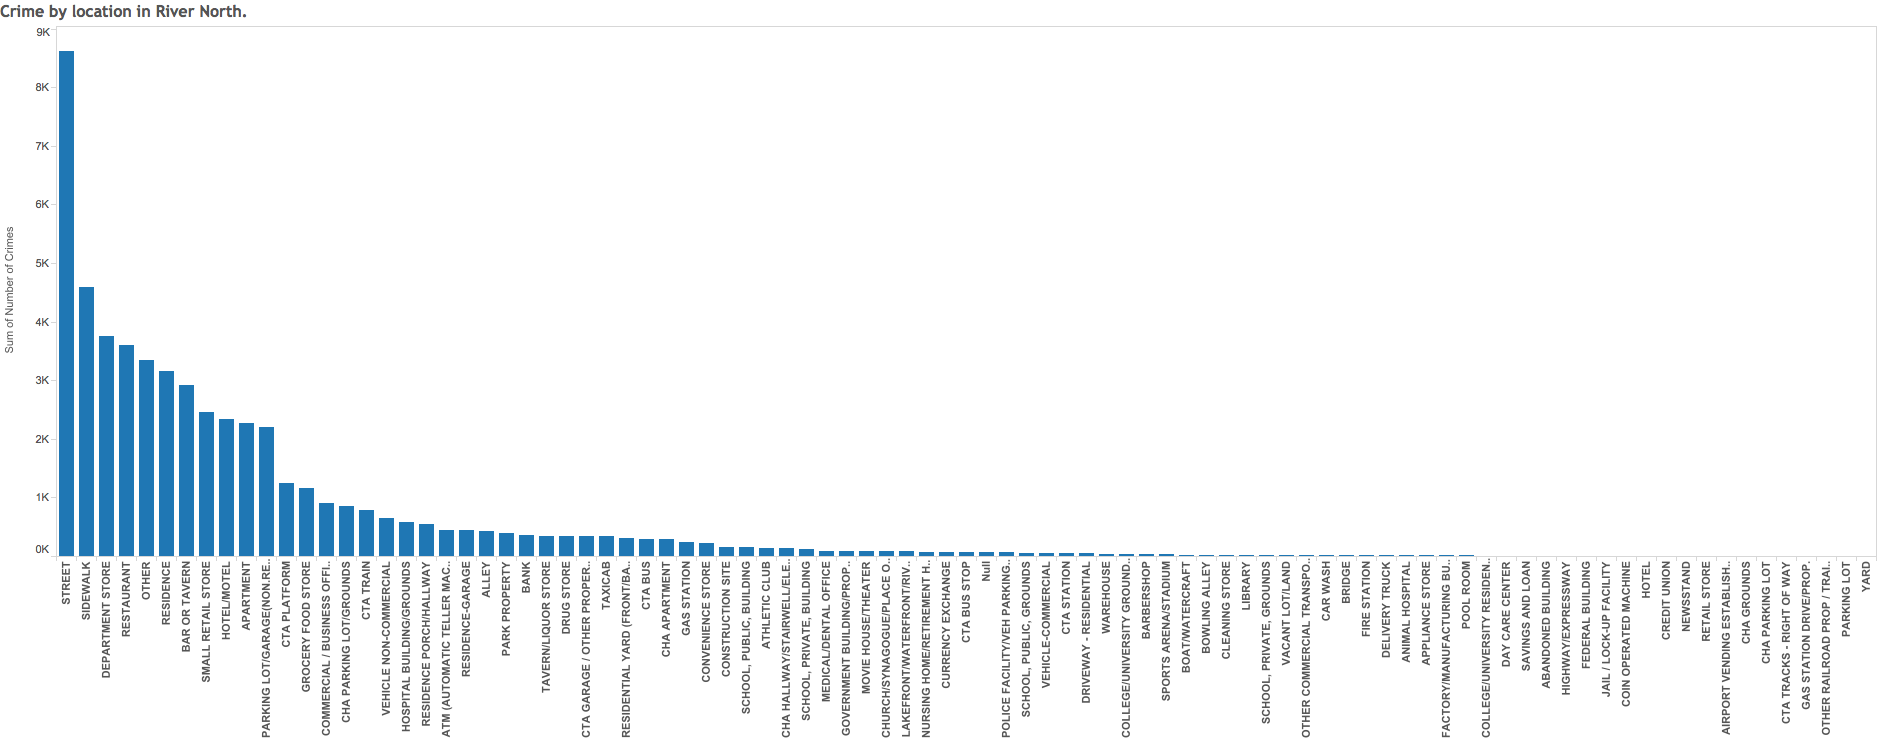 Crime by location in River North.
9K
8K
7K
6K
5K
4K
3K
2K
1K
0K
Sum of Number of Crimes
STREET
SIDEWALK
DEPARTMENT STORE
RESTAURANT
OTHER
RESIDENCE
BAR OR TAVERN
SMALL RETAIL STORE
HOTEL/MOTEL
APARTMENT
PARKING LOT/GARAGE(NON.RE..
CTA PLATFORM
GROCERY FOOD STORE
COMMERCIAL / BUSINESS OFFI..
CHA PARKING LOT/GROUNDS
CTA TRAIN
VEHICLE NON-COMMERCIAL
HOSPITAL BUILDING/GROUNDS
RESIDENCE PORCH/HALLWAY
ATM (AUTOMATIC TELLER MAC..
RESIDENCE-GARAGE
ALLEY
PARK PROPERTY
BANK
TAVERN/LIQUOR STORE
DRUG STORE
CTA GARAGE / OTHER PROPER..
TAXICAB
RESIDENTIAL YARD (FRONT/BA..
CTA BUS
CHA APARTMENT
GAS STATION
CONVENIENCE STORE
CONSTRUCTION SITE
SCHOOL, PUBLIC, BUILDING
ATHLETIC CLUB
CHA HALLWAY/STAIRWELL/ELE..
SCHOOL, PRIVATE, BUILDING
MEDICAL/DENTAL OFFICE
GOVERNMENT BUILDING/PROP..
MOVIE HOUSE/THEATER
CHURCH/SYNAGOGUE/PLACE O..
LAKEFRONT/WATERFRONT/RIV..
NURSING HOME/RETIREMENT H..
CURRENCY EXCHANGE
CTA BUS STOP
Null
POLICE FACILITY/VEH PARKING..
SCHOOL, PUBLIC, GROUNDS
VEHICLE-COMMERCIAL
CTA STATION
DRIVEWAY - RESIDENTIAL
WAREHOUSE
COLLEGE/UNIVERSITY GROUND..
BARBERSHOP
SPORTS ARENA/STADIUM
BOAT/WATERCRAFT
BOWLING ALLEY
CLEANING STORE
LIBRARY
SCHOOL, PRIVATE, GROUNDS
VACANT LOT/LAND
OTHER COMMERCIAL TRANSPO..
CAR WASH
BRIDGE
FIRE STATION
DELIVERY TRUCK
ANIMAL HOSPITAL
APPLIANCE STORE
FACTORY/MANUFACTURING BU..
POOL ROOM
COLLEGE/UNIVERSITY RESIDEN..
DAY CARE CENTER
SAVINGS AND LOAN
ABANDONED BUILDING
HIGHWAY/EXPRESSWAY
FEDERAL BUILDING
JAIL / LOCK-UP FACILITY
COIN OPERATED MACHINE
HOTEL
CREDIT UNION
NEWSSTAND
RETAIL STORE
AIRPORT VENDING ESTABLISH..
CHA GROUNDS
CHA PARKING LOT
CTA TRACKS - RIGHT OF WAY
GAS STATION DRIVE/PROP.
OTHER RAILROAD PROP / TRAI..
PARKING LOT
YARD